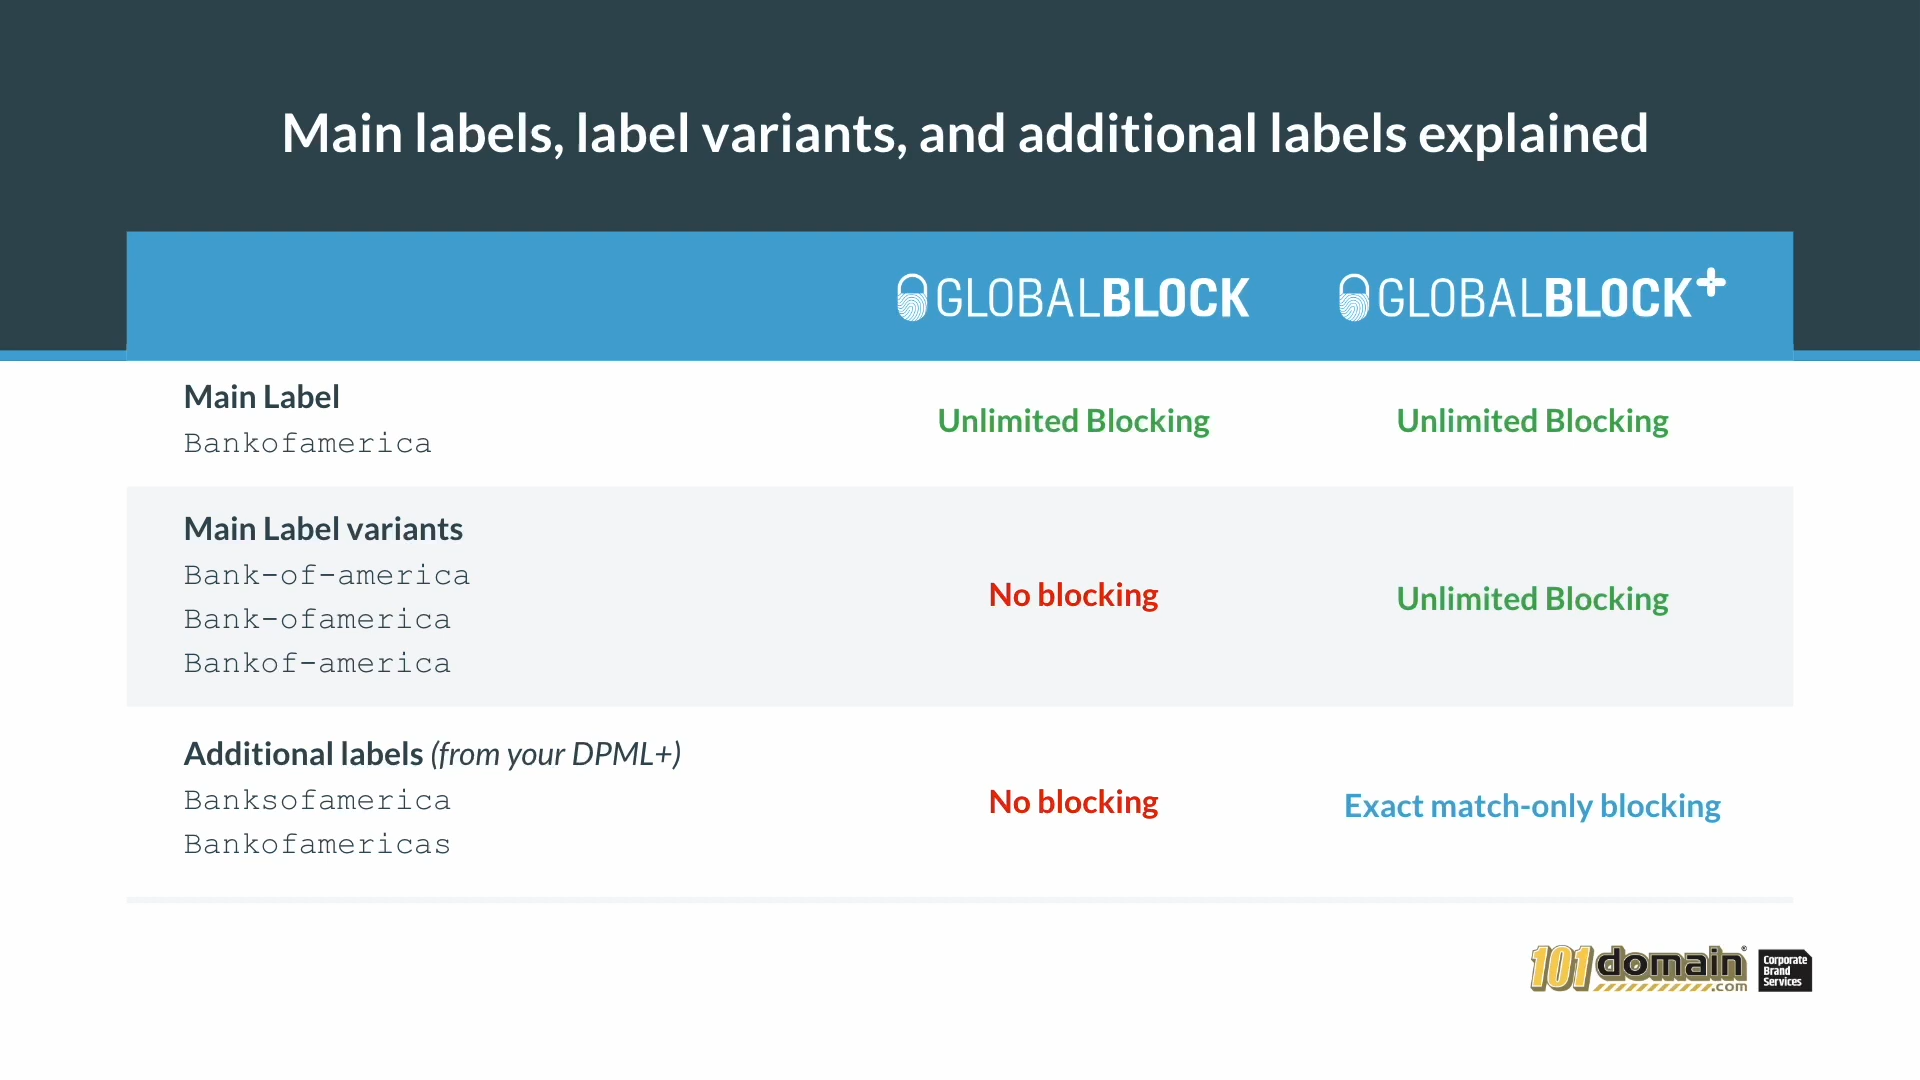 Main labels, label variants, and additional labels explained
GLOBALBLOCK GLOBALBLOCK+
Main Label
Bankofamerica
Unlimited Blocking Unlimited Blocking
Main Label variants
Bank-of-america
Bank-ofamerica
Bankof-america
No blocking Unlimited Blocking
Additional labels (from your DPML+)
Banksofamerica
Bankofamericas
No blocking Exact match-only blocking
101domain®
.com
Corporate
Brand
Services